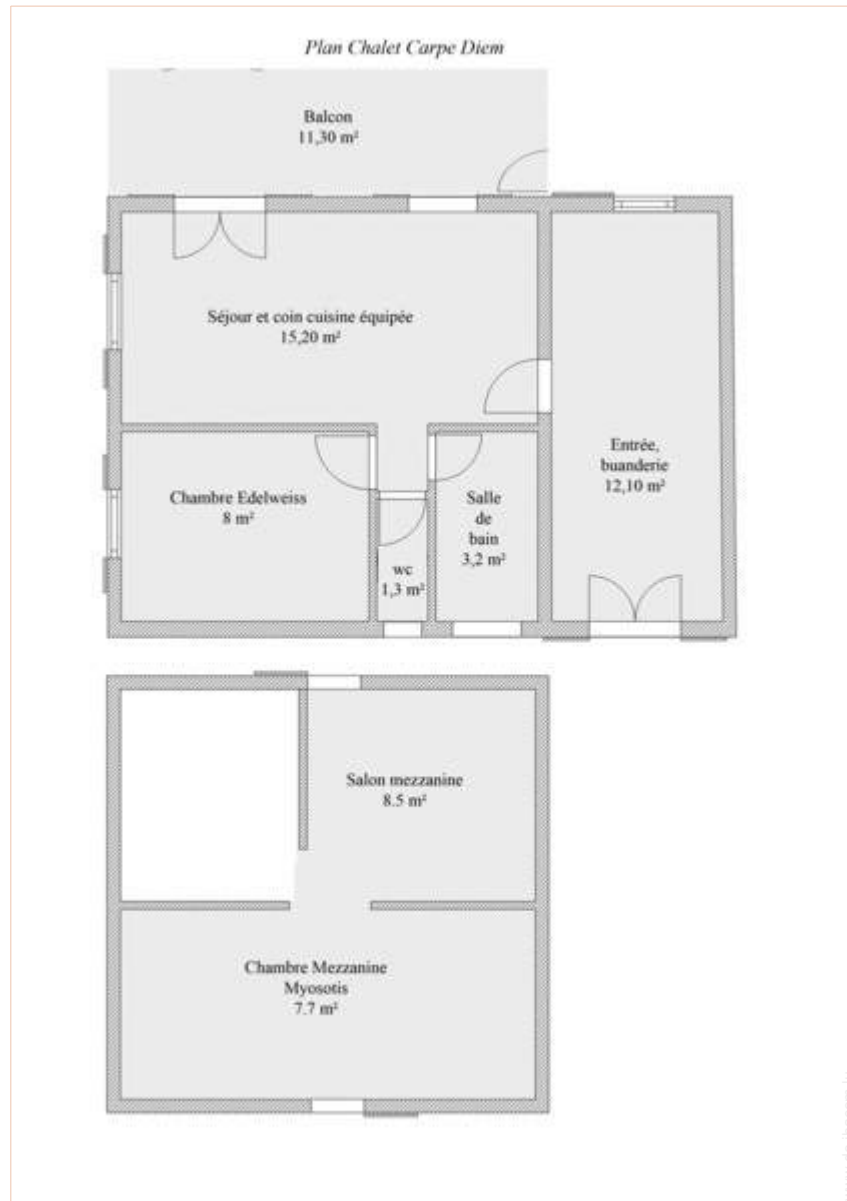 Plan Chalet Carpe Diem
Balcon
11,30 m²
Séjour et coin cuisine équipée
15,20 m²
Entrée,
buanderie
12,10 m²
Chambre Edelweiss
8 m²
Salle
de
bain
3,2 m²
wc
1,3 m²
Salon mezzanine
8.5 m²
Chambre Mezzanine
Myosotis
7.7 m²